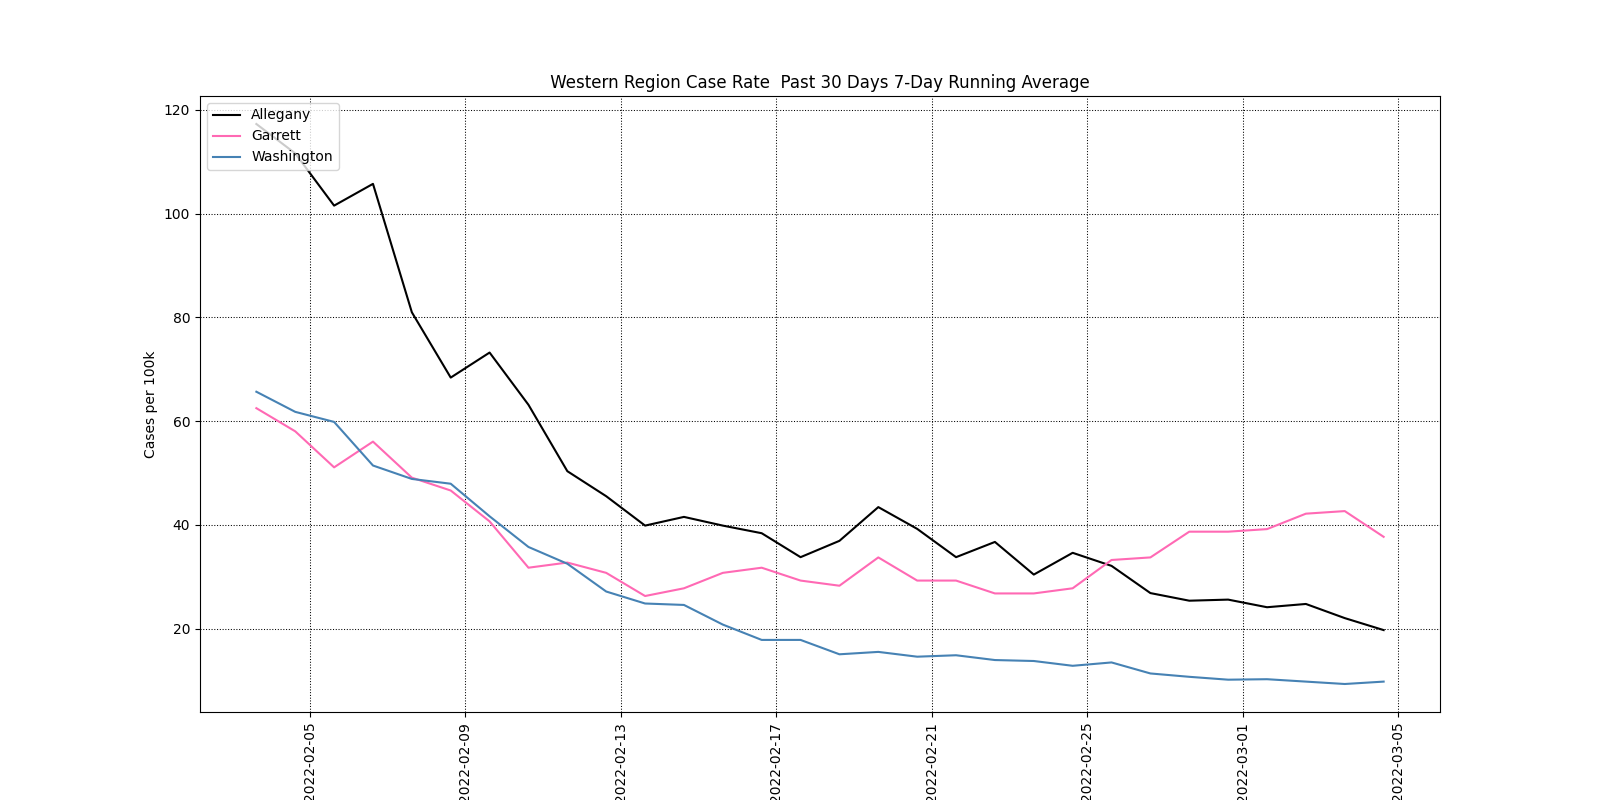 Western Region Case Rate  Past 30 Days 7-Day Running Average
Allegany
Garrett
Washington
120
100
80
60
40
20
Cases per 100k
2022-02-05
2022-02-09
2022-02-13
2022-02-17
2022-02-21
2022-02-25
2022-03-01
2022-03-05